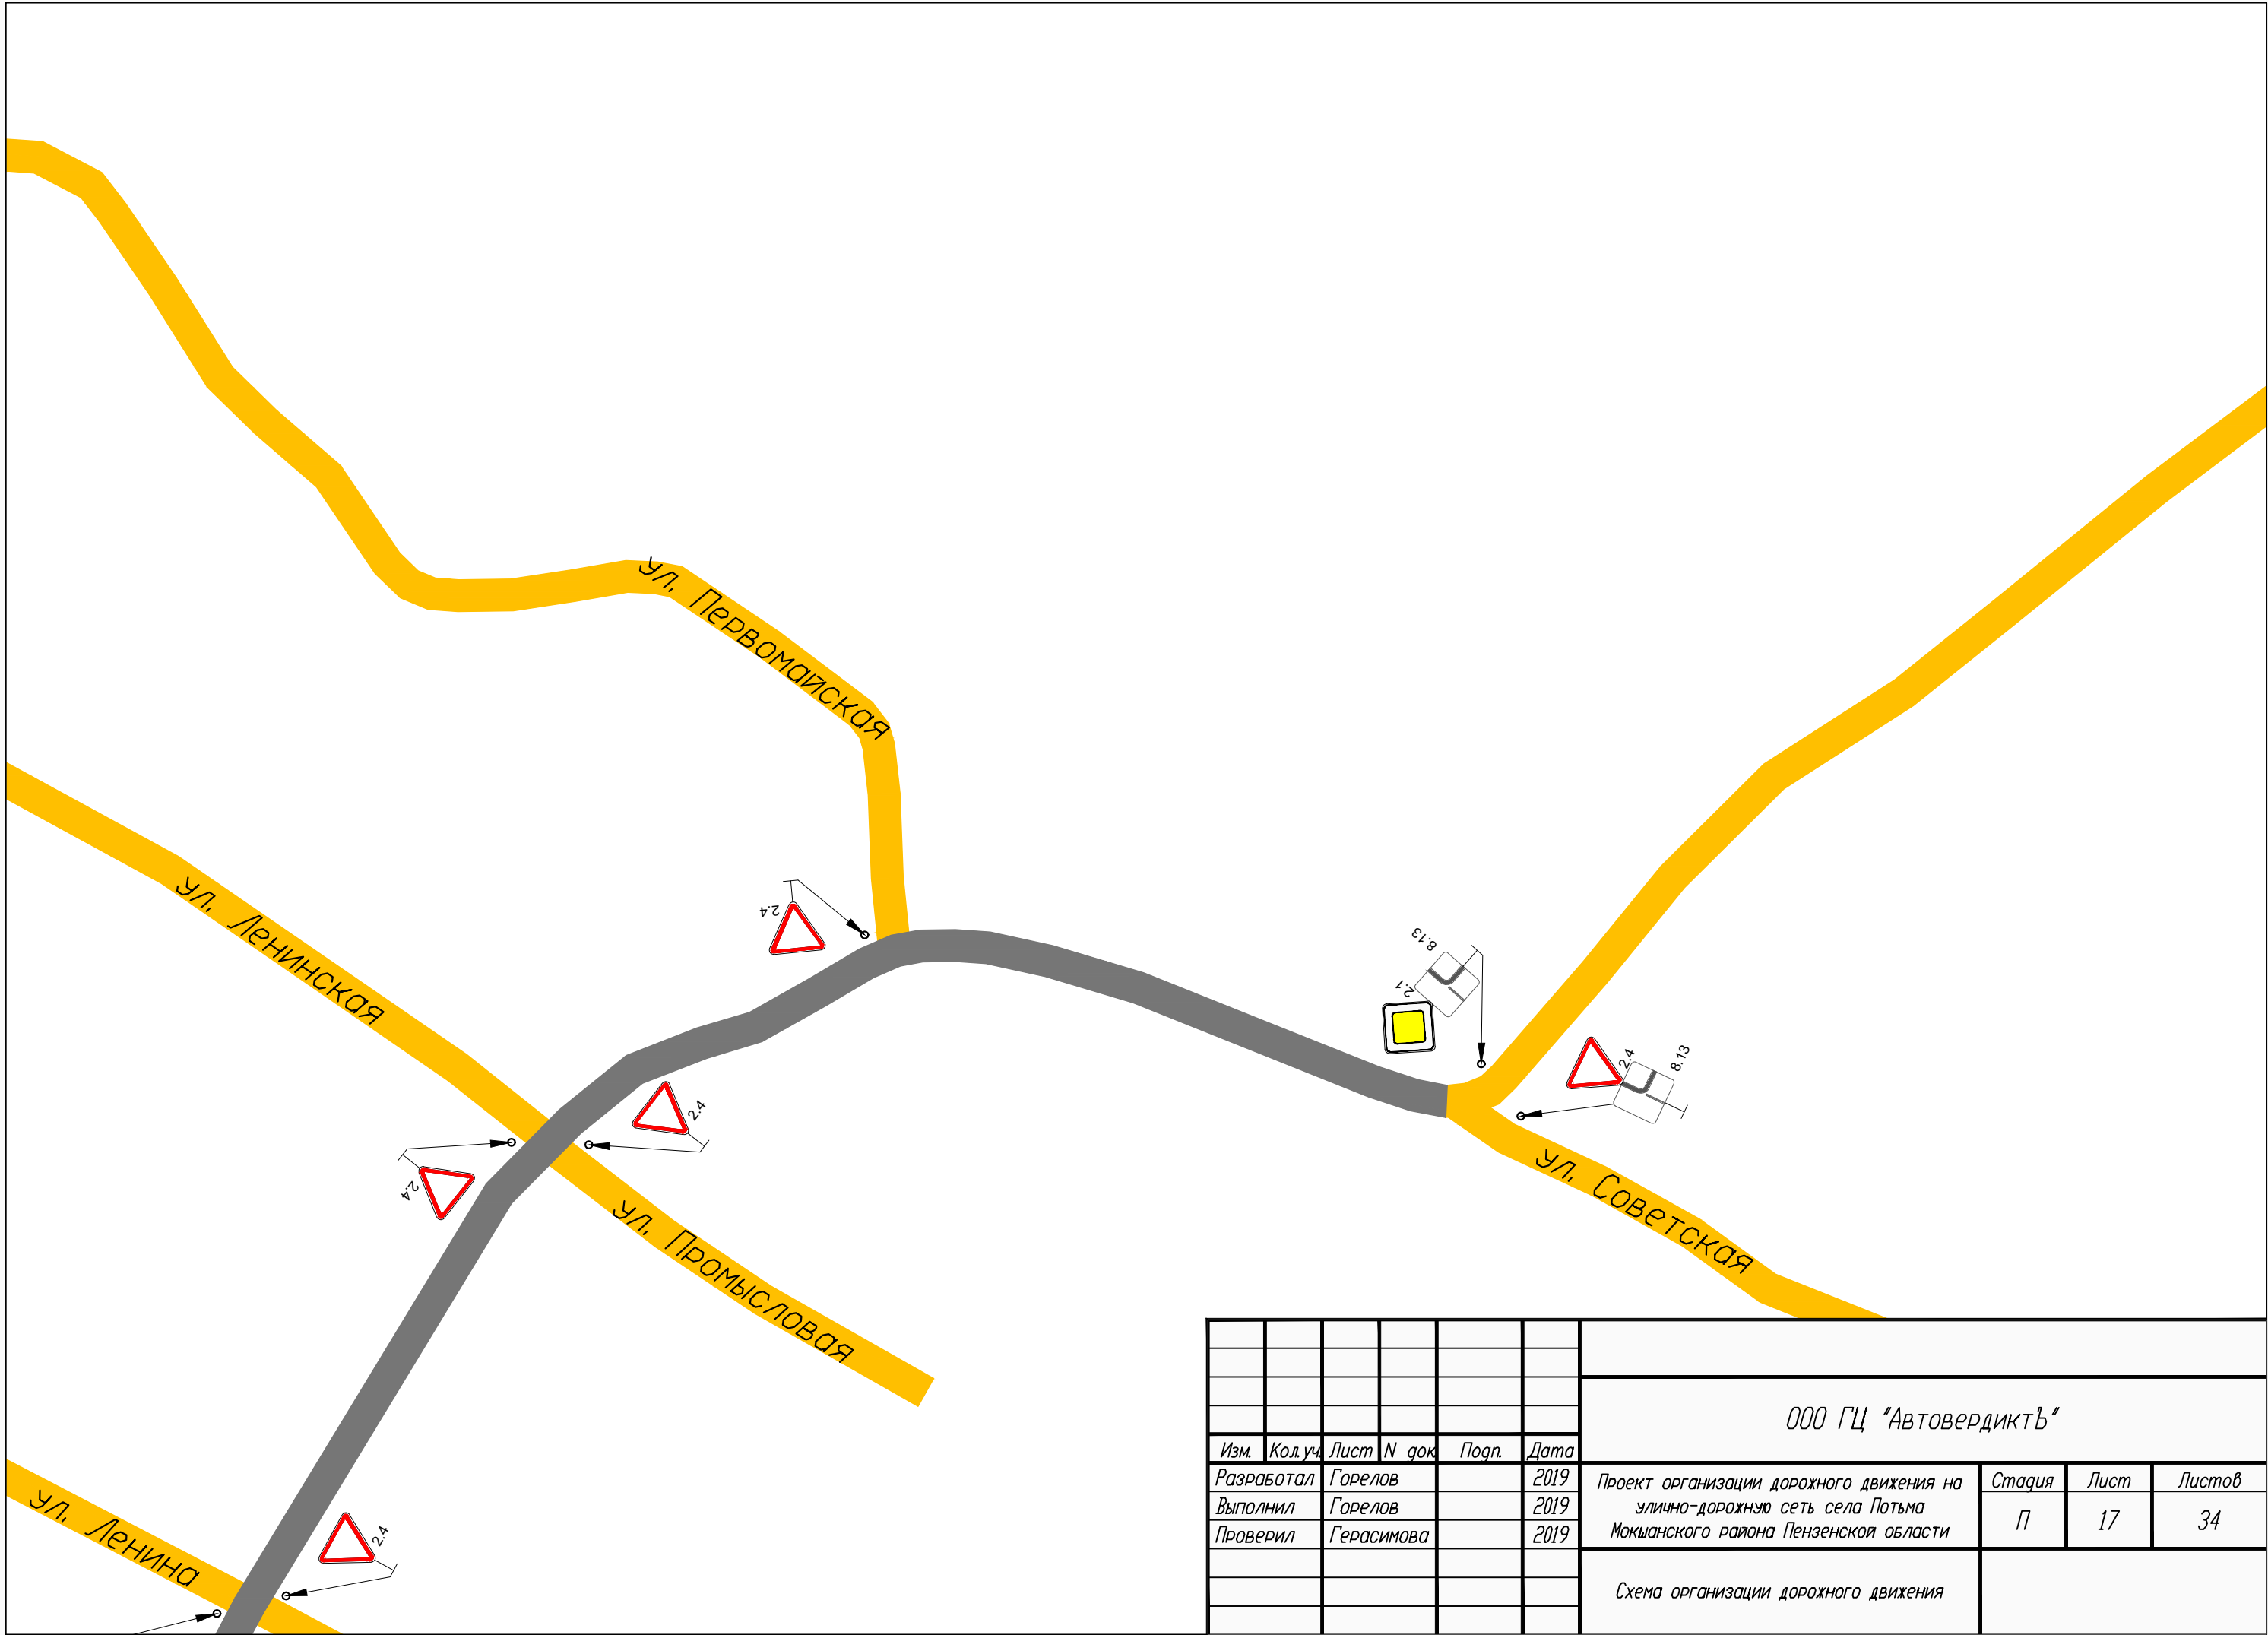 ул. Первомайская
ул. Ленинская
2.4
8.13
2.1
2.4
8.13
2.4
2.4
ул. Советская
ул. Промысловая
ул. Ленина
2.4
ООО ГЦ "АвтовердиктЪ"
Изм. Кол.уч. Лист N док Подп. Дата
Разработал Горелов 2019
Выполнил Горелов 2019
Проверил Герасимова 2019
Проект организации дорожного движения на
улично-дорожную сеть села Потьма
Мокшанского района Пензенской области
Стадия Лист Листов
П 17 34
Схема организации дорожного движения